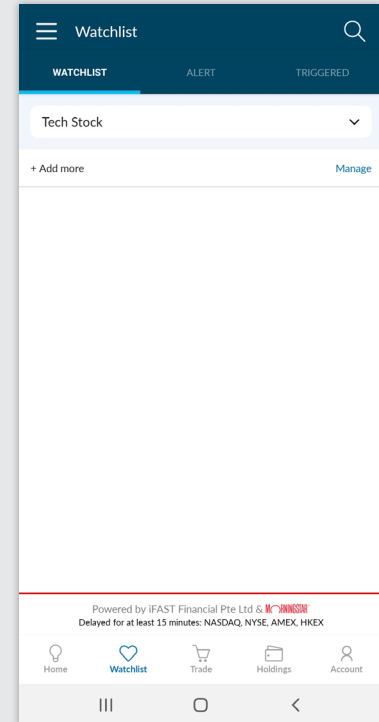 Watchlist
WATCHLIST ALERT TRIGGERED
Tech Stock
+ Add more Manage
Powered by iFAST Financial Pte Ltd & MORNINGSTAR
Delayed for at least 15 minutes: NASDAQ, NYSE, AMEX, HKEX
Home Watchlist Trade Holdings Account